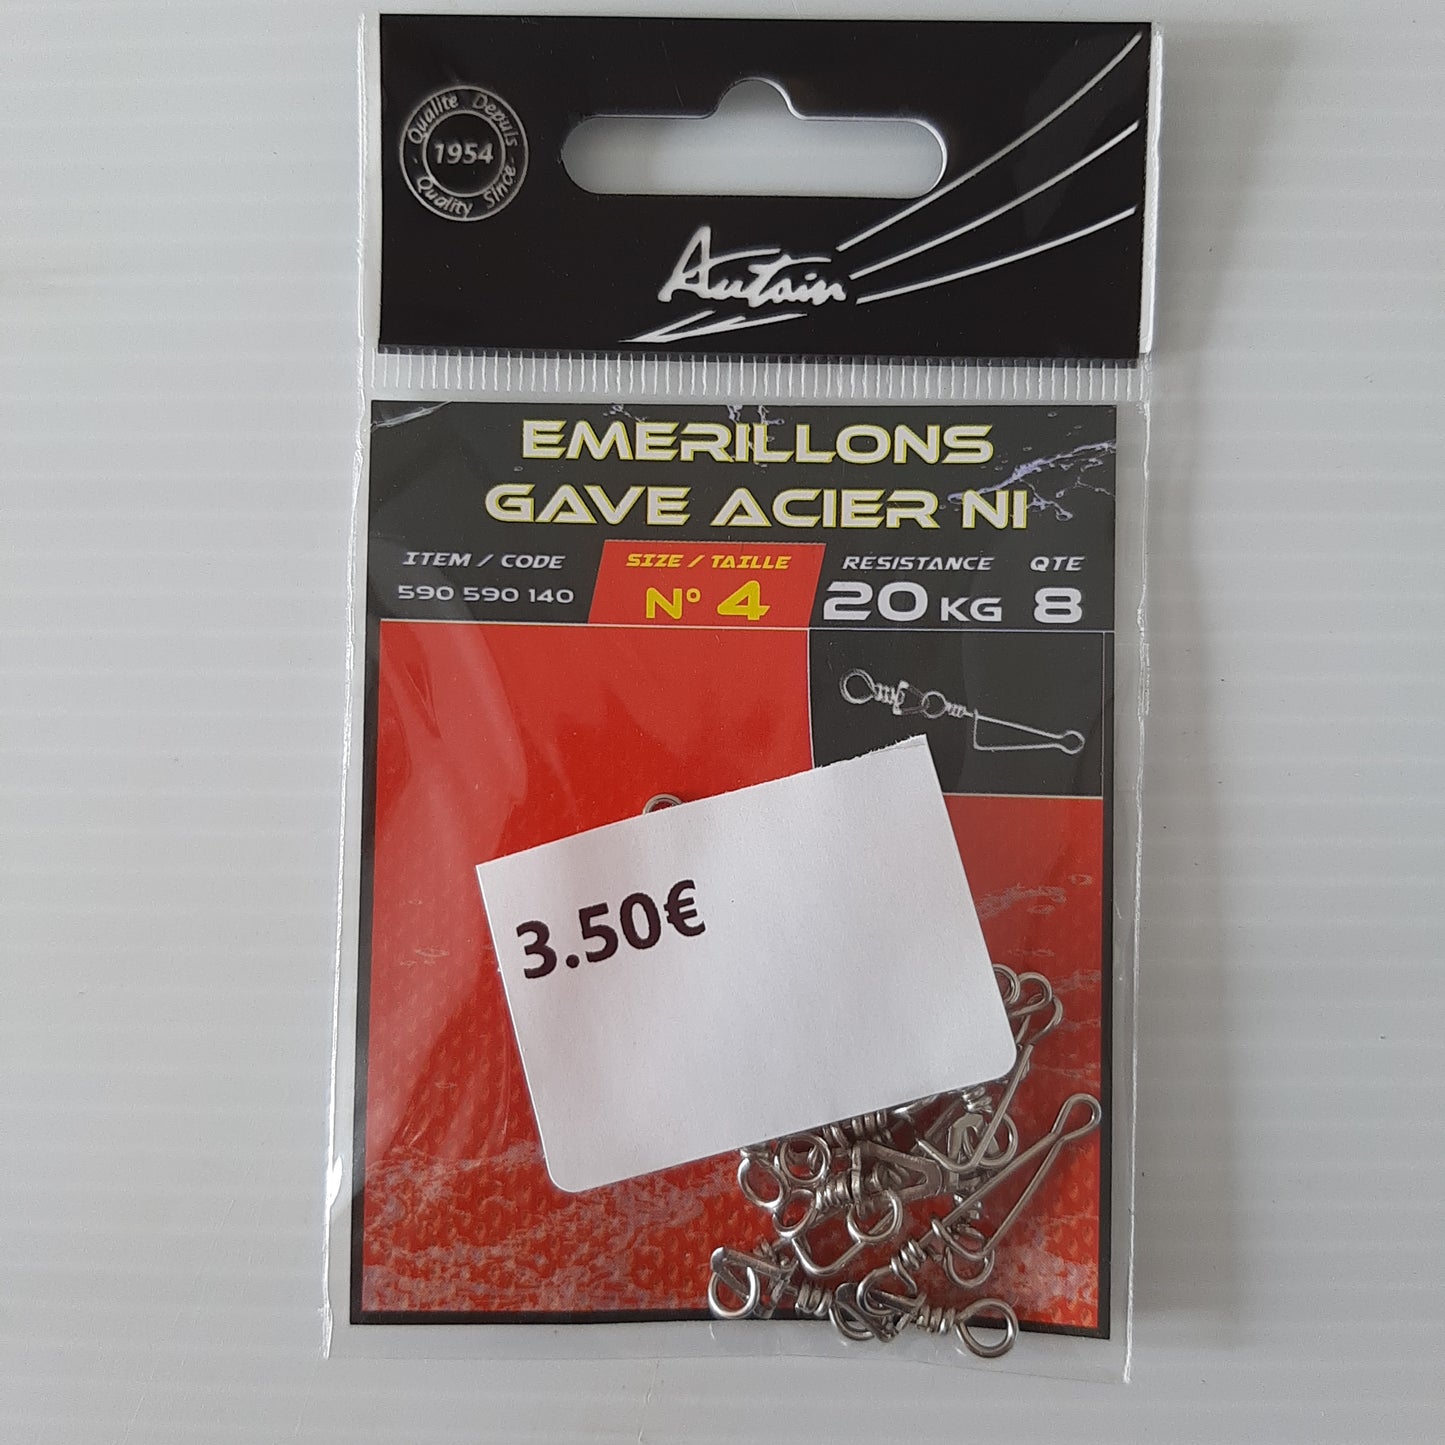 Qualite Depuis
1954
Quality Since
Autain
EMERILLONS
GAVE ACIER NI
ITEM / CODE
590 590 140
SIZE / TAILLE
N° 4
RESISTANCE
20 KG
QTE
8
3.50€